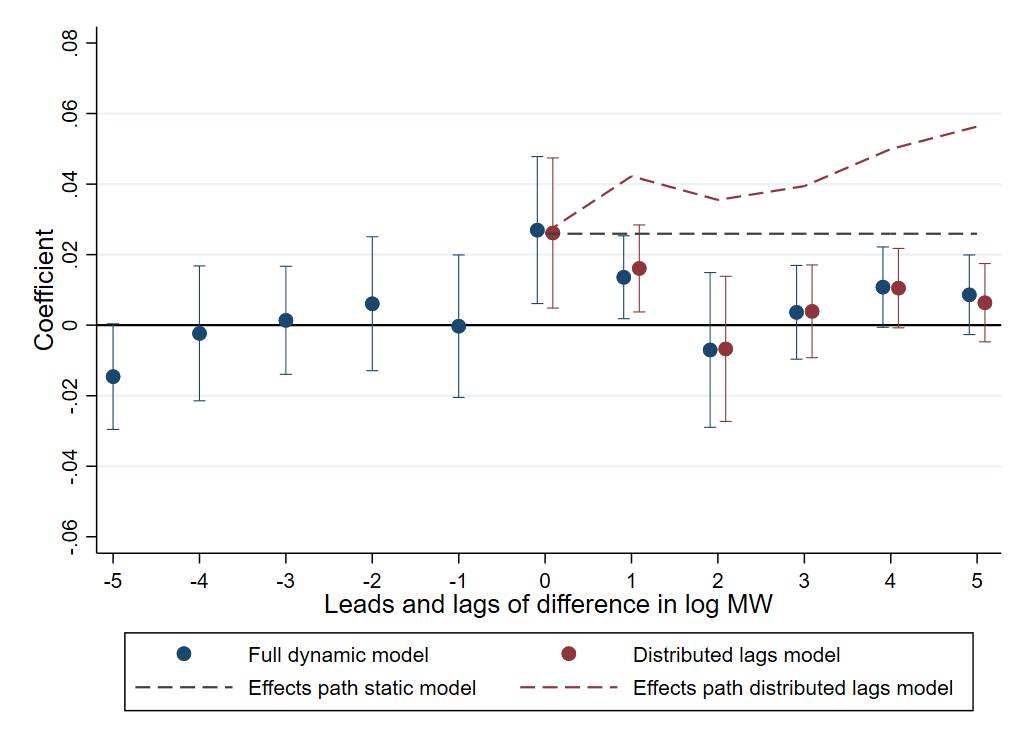 Coefficient
.08
.06
.04
.02
0
-.02
-.04
-.06
-5 -4 -3 -2 -1 0 1 2 3 4 5
Leads and lags of difference in log MW
Full dynamic model Distributed lags model
Effects path static model Effects path distributed lags model